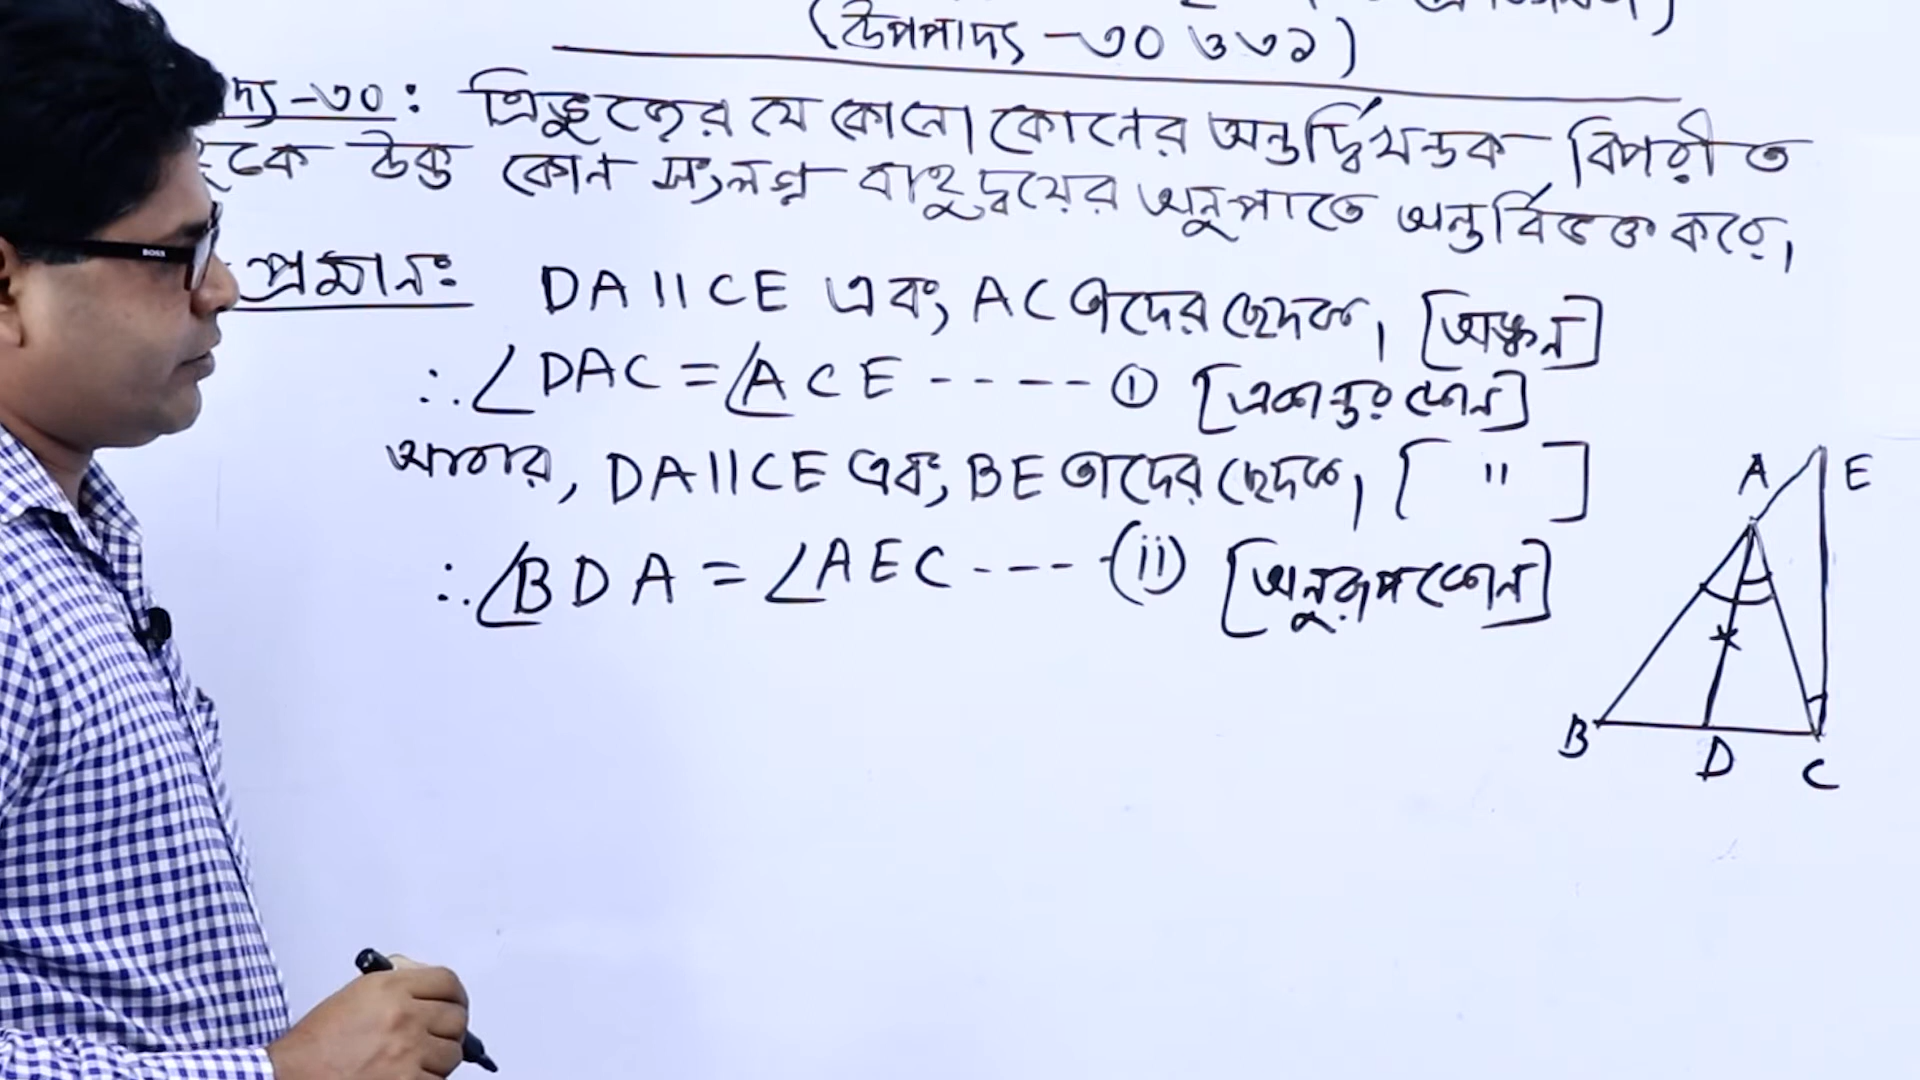 (উপপাদ্য -৩০ ও ৩১)
দ্য -৩০: ত্রিভুজের যে কোনো কোনের অন্তর্দ্বিখন্ডক বিপরীত
কে উক্ত কোন সংলগ্ন বাহুদ্বয়ের অনুপাতে অন্তর্বিভক্ত করে।
প্রমানঃ DA || CE এবং AC তাদের ছেদক। [অঙ্কন]
∴ ∠DAC = ∠ACE ----- ① [একান্তর কোন]
আবার, DA || CE এবং BE তাদের ছেদক। [ " ]
∴ ∠BDA = ∠AEC --- (ii) [অনুরূপ কোন]
A E
B D C
BOSS